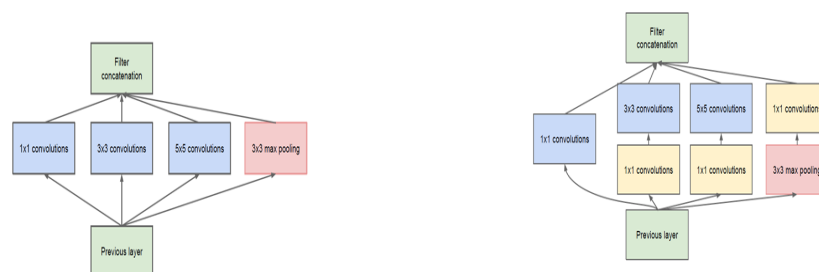 Filter
concatenation
1x1 convolutions
3x3 convolutions
5x5 convolutions
3x3 max pooling
Previous layer
Filter
concatenation
3x3 convolutions
5x5 convolutions
1x1 convolutions
1x1 convolutions
1x1 convolutions
1x1 convolutions
3x3 max pooling
Previous layer